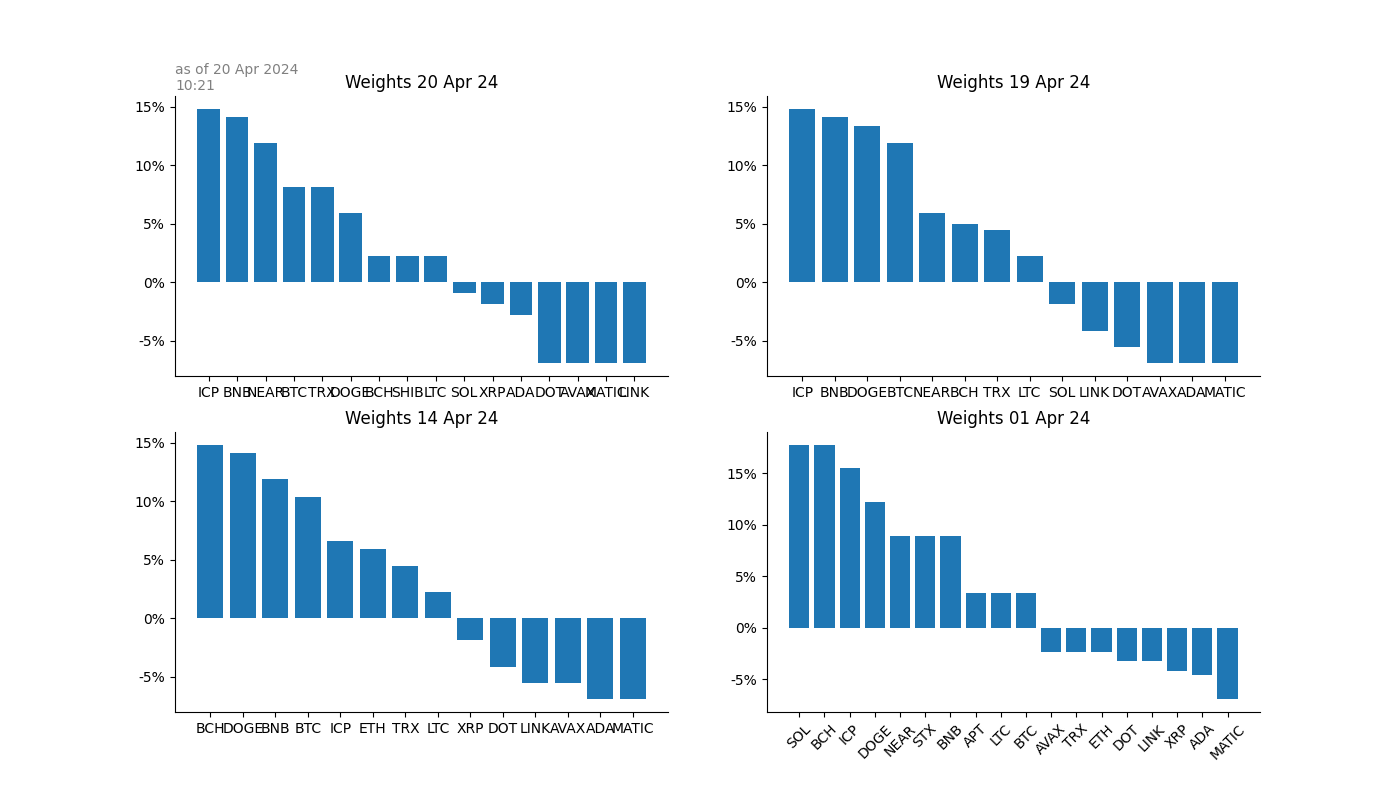 as of 20 Apr 2024
10:21
Weights 20 Apr 24
15%
10%
5%
0%
-5%
ICP BNB NEAR BTC TRX DOGE BCH SHIB LTC SOL XRP ADA DOT AVAX MATIC LINK
Weights 19 Apr 24
15%
10%
5%
0%
-5%
ICP BNB DOGE BTC NEAR BCH TRX LTC SOL LINK DOT AVAX ADA MATIC
Weights 14 Apr 24
15%
10%
5%
0%
-5%
BCH DOGE BNB BTC ICP ETH TRX LTC XRP DOT LINK AVAX ADA MATIC
Weights 01 Apr 24
15%
10%
5%
0%
-5%
SOL BCH ICP DOGE NEAR STX BNB APT LTC BTC AVAX TRX ETH DOT LINK XRP ADA MATIC